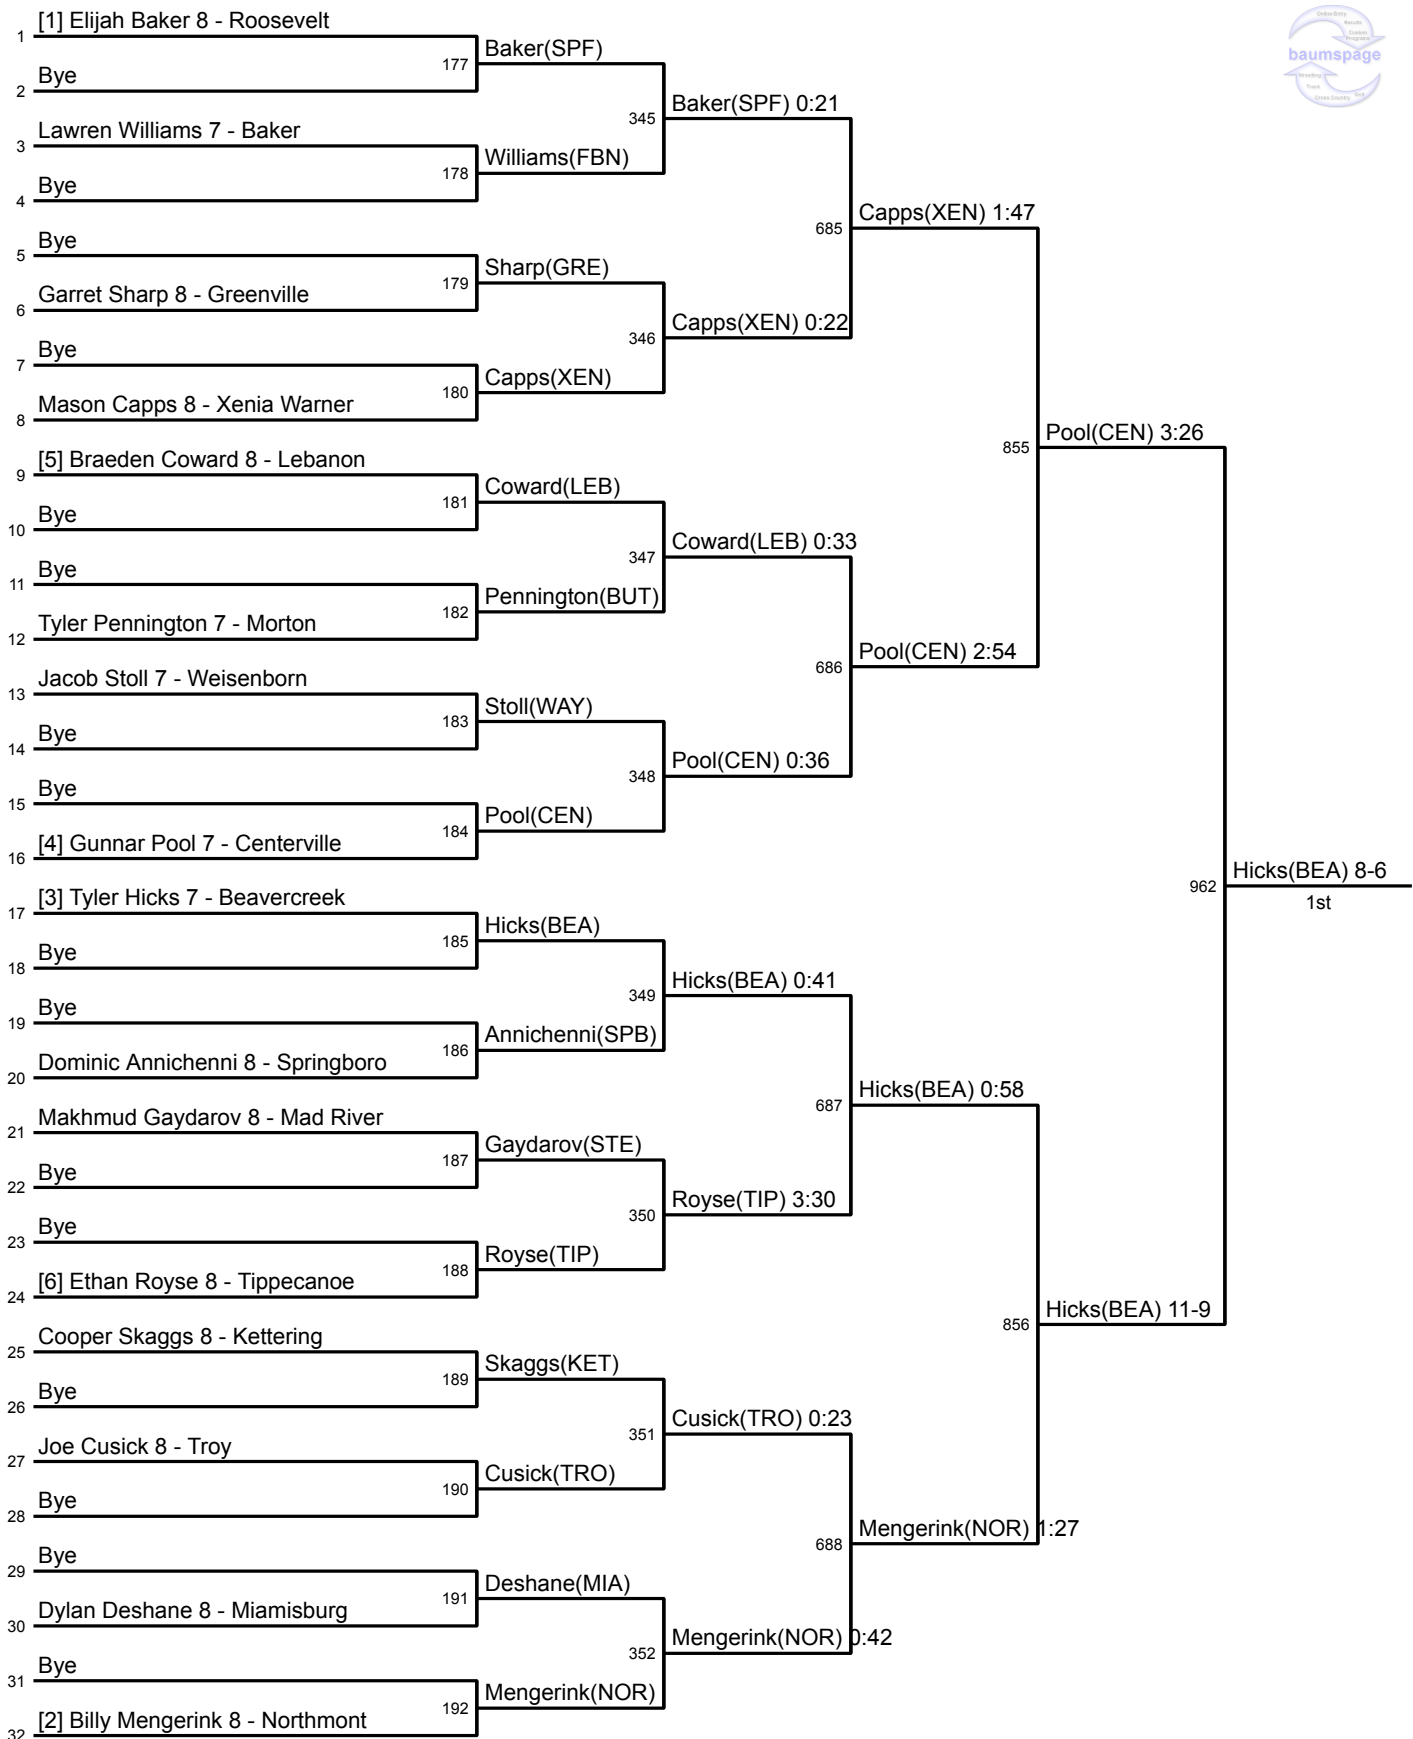 [1] Elijah Baker 8 - Roosevelt
1
177
Baker(SPF)
Bye
2
345
Baker(SPF) 0:21
Lawren Williams 7 - Baker
3
178
Williams(FBN)
Bye
4
685
Capps(XEN) 1:47
Bye
5
179
Sharp(GRE)
Garret Sharp 8 - Greenville
6
346
Capps(XEN) 0:22
Bye
7
180
Capps(XEN)
Mason Capps 8 - Xenia Warner
8
855
Pool(CEN) 3:26
[5] Braeden Coward 8 - Lebanon
9
181
Coward(LEB)
Bye
10
347
Coward(LEB) 0:33
Bye
11
182
Pennington(BUT)
Tyler Pennington 7 - Morton
12
686
Pool(CEN) 2:54
Jacob Stoll 7 - Weisenborn
13
183
Stoll(WAY)
Bye
14
348
Pool(CEN) 0:36
Bye
15
184
Pool(CEN)
[4] Gunnar Pool 7 - Centerville
16
962
Hicks(BEA) 8-6
1st
[3] Tyler Hicks 7 - Beavercreek
17
185
Hicks(BEA)
Bye
18
349
Hicks(BEA) 0:41
Bye
19
186
Annichenni(SPB)
Dominic Annichenni 8 - Springboro
20
687
Hicks(BEA) 0:58
Makhmud Gaydarov 8 - Mad River
21
187
Gaydarov(STE)
Bye
22
350
Royse(TIP) 3:30
Bye
23
188
Royse(TIP)
[6] Ethan Royse 8 - Tippecanoe
24
856
Hicks(BEA) 11-9
Cooper Skaggs 8 - Kettering
25
189
Skaggs(KET)
Bye
26
351
Cusick(TRO) 0:23
Joe Cusick 8 - Troy
27
190
Cusick(TRO)
Bye
28
688
Mengerink(NOR) 1:27
Bye
29
191
Deshane(MIA)
Dylan Deshane 8 - Miamisburg
30
352
Mengerink(NOR) 0:42
Bye
31
192
Mengerink(NOR)
[2] Billy Mengerink 8 - Northmont
32
Online Entry
Results
Custom
Programs
baumspage
Wrestling
Track
Cross Country
Golf